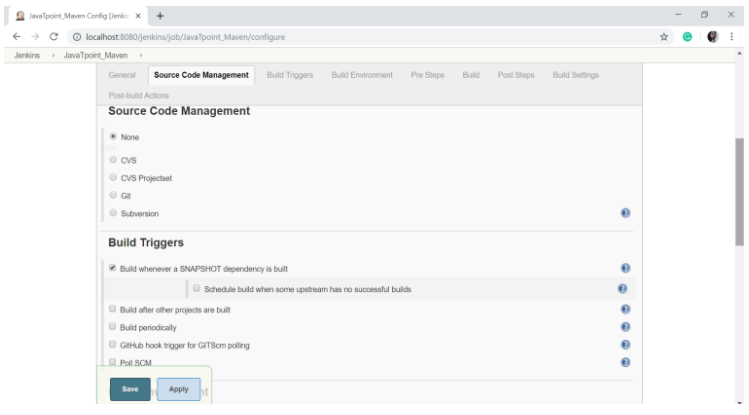 JavaTpoint_Maven Config [Jenkin
localhost:8080/jenkins/job/JavaTpoint_Maven/configure
Jenkins JavaTpoint_Maven
General Source Code Management Build Triggers Build Environment Pre Steps Build Post Steps Build Settings
Post-build Actions
Source Code Management
None
CVS
CVS Projectset
Git
Subversion
Build Triggers
Build whenever a SNAPSHOT dependency is built
Schedule build when some upstream has no successful builds
Build after other projects are built
Build periodically
GitHub hook trigger for GITScm polling
Poll SCM
Save Apply